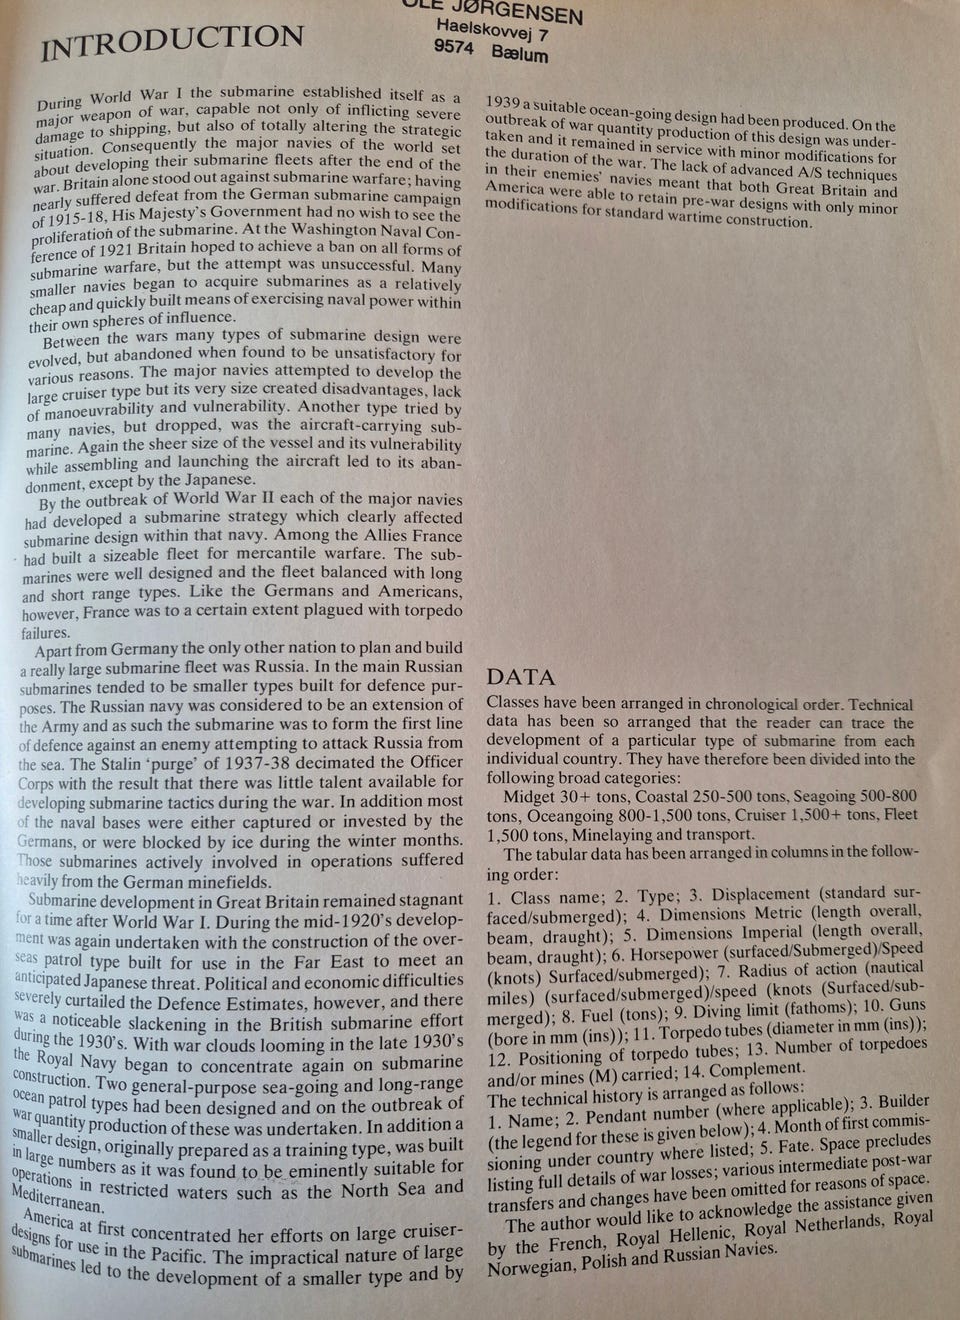 OLE JØRGENSEN
Haelskovvej 7
9574 Bælum
INTRODUCTION
During World War I the submarine established itself as a
major weapon of war, capable not only of inflicting severe
damage to shipping, but also of totally altering the strategic
situation. Consequently the major navies of the world set
about developing their submarine fleets after the end of the
war. Britain alone stood out against submarine warfare; having
nearly suffered defeat from the German submarine campaign
of 1915-18, His Majesty's Government had no wish to see the
proliferation of the submarine. At the Washington Naval Con-
ference of 1921 Britain hoped to achieve a ban on all forms of
submarine warfare, but the attempt was unsuccessful. Many
smaller navies began to acquire submarines as a relatively
cheap and quickly built means of exercising naval power within
their own spheres of influence.
Between the wars many types of submarine design were
evolved, but abandoned when found to be unsatisfactory for
various reasons. The major navies attempted to develop the
large cruiser type but its very size created disadvantages, lack
of manoeuvrability and vulnerability. Another type tried by
many navies, but dropped, was the aircraft-carrying sub-
marine. Again the sheer size of the vessel and its vulnerability
while assembling and launching the aircraft led to its aban-
donment, except by the Japanese.
By the outbreak of World War II each of the major navies
had developed a submarine strategy which clearly affected
submarine design within that navy. Among the Allies France
had built a sizeable fleet for mercantile warfare. The sub-
marines were well designed and the fleet balanced with long
and short range types. Like the Germans and Americans,
however, France was to a certain extent plagued with torpedo
failures.
Apart from Germany the only other nation to plan and build
a really large submarine fleet was Russia. In the main Russian
submarines tended to be smaller types built for defence pur-
poses. The Russian navy was considered to be an extension of
the Army and as such the submarine was to form the first line
of defence against an enemy attempting to attack Russia from
the sea. The Stalin 'purge' of 1937-38 decimated the Officer
Corps with the result that there was little talent available for
developing submarine tactics during the war. In addition most
of the naval bases were either captured or invested by the
Germans, or were blocked by ice during the winter months.
Those submarines actively involved in operations suffered
heavily from the German minefields.
Submarine development in Great Britain remained stagnant
for a time after World War I. During the mid-1920's develop-
ment was again undertaken with the construction of the over-
seas patrol type built for use in the Far East to meet an
anticipated Japanese threat. Political and economic difficulties
severely curtailed the Defence Estimates, however, and there
was a noticeable slackening in the British submarine effort
during the 1930's. With war clouds looming in the late 1930's
the Royal Navy began to concentrate again on submarine
construction. Two general-purpose sea-going and long-range
ocean patrol types had been designed and on the outbreak of
war quantity production of these was undertaken. In addition a
smaller design, originally prepared as a training type, was built
in large numbers as it was found to be eminently suitable for
operations in restricted waters such as the North Sea and
Mediterranean.
America at first concentrated her efforts on large cruiser-
designs for use in the Pacific. The impractical nature of large
submarines led to the development of a smaller type and by
1939 a suitable ocean-going design had been produced. On the
outbreak of war quantity production of this design was under-
taken and it remained in service with minor modifications for
the duration of the war. The lack of advanced A/S techniques
in their enemies' navies meant that both Great Britain and
America were able to retain pre-war designs with only minor
modifications for standard wartime construction.
DATA
Classes have been arranged in chronological order. Technical
data has been so arranged that the reader can trace the
development of a particular type of submarine from each
individual country. They have therefore been divided into the
following broad categories:
Midget 30+ tons, Coastal 250-500 tons, Seagoing 500-800
tons, Oceangoing 800-1,500 tons, Cruiser 1,500+ tons, Fleet
1,500 tons, Minelaying and transport.
The tabular data has been arranged in columns in the follow-
ing order:
1. Class name; 2. Type; 3. Displacement (standard sur-
faced/submerged); 4. Dimensions Metric (length overall,
beam, draught); 5. Dimensions Imperial (length overall,
beam, draught); 6. Horsepower (surfaced/Submerged)/Speed
(knots) Surfaced/submerged); 7. Radius of action (nautical
miles) (surfaced/submerged)/speed (knots (Surfaced/sub-
merged); 8. Fuel (tons); 9. Diving limit (fathoms); 10. Guns
(bore in mm (ins)); 11. Torpedo tubes (diameter in mm (ins));
12. Positioning of torpedo tubes; 13. Number of torpedoes
and/or mines (M) carried; 14. Complement.
The technical history is arranged as follows:
1. Name; 2. Pendant number (where applicable); 3. Builder
(the legend for these is given below); 4. Month of first commis-
sioning under country where listed; 5. Fate. Space precludes
listing full details of war losses; various intermediate post-war
transfers and changes have been omitted for reasons of space.
The author would like to acknowledge the assistance given
by the French, Royal Hellenic, Royal Netherlands, Royal
Norwegian, Polish and Russian Navies.